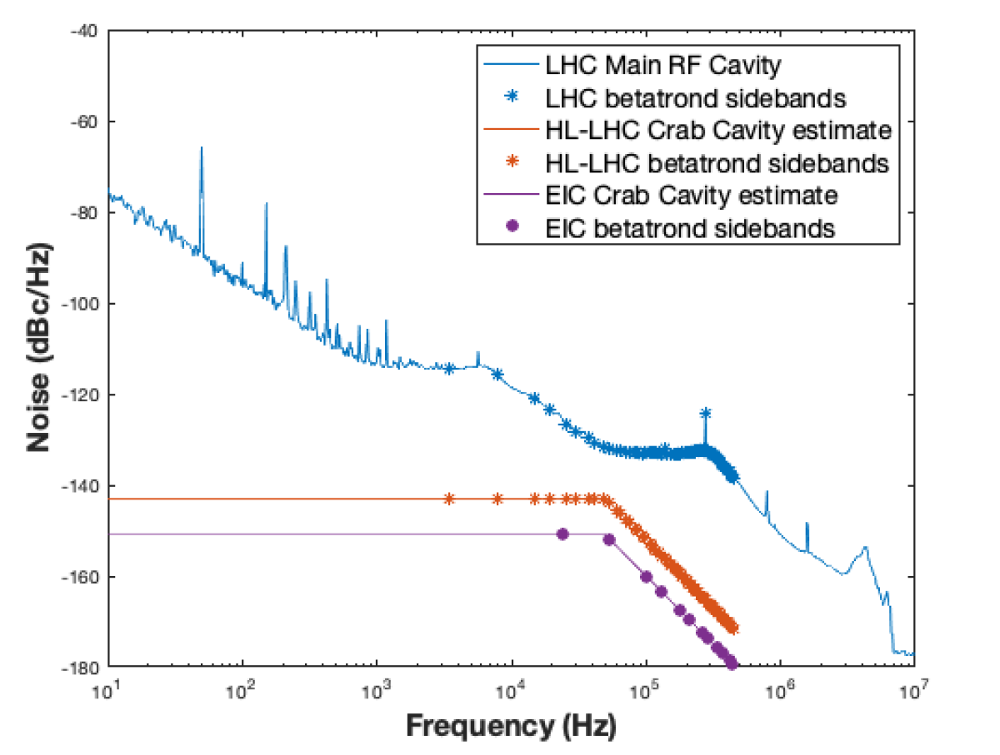 -40
-60
-80
-100
-120
-140
-160
-180
Noise (dBc/Hz)
LHC Main RF Cavity
LHC betatrond sidebands
HL-LHC Crab Cavity estimate
HL-LHC betatrond sidebands
EIC Crab Cavity estimate
EIC betatrond sidebands
10¹ 10² 10³ 10⁴ 10⁵ 10⁶ 10⁷
Frequency (Hz)